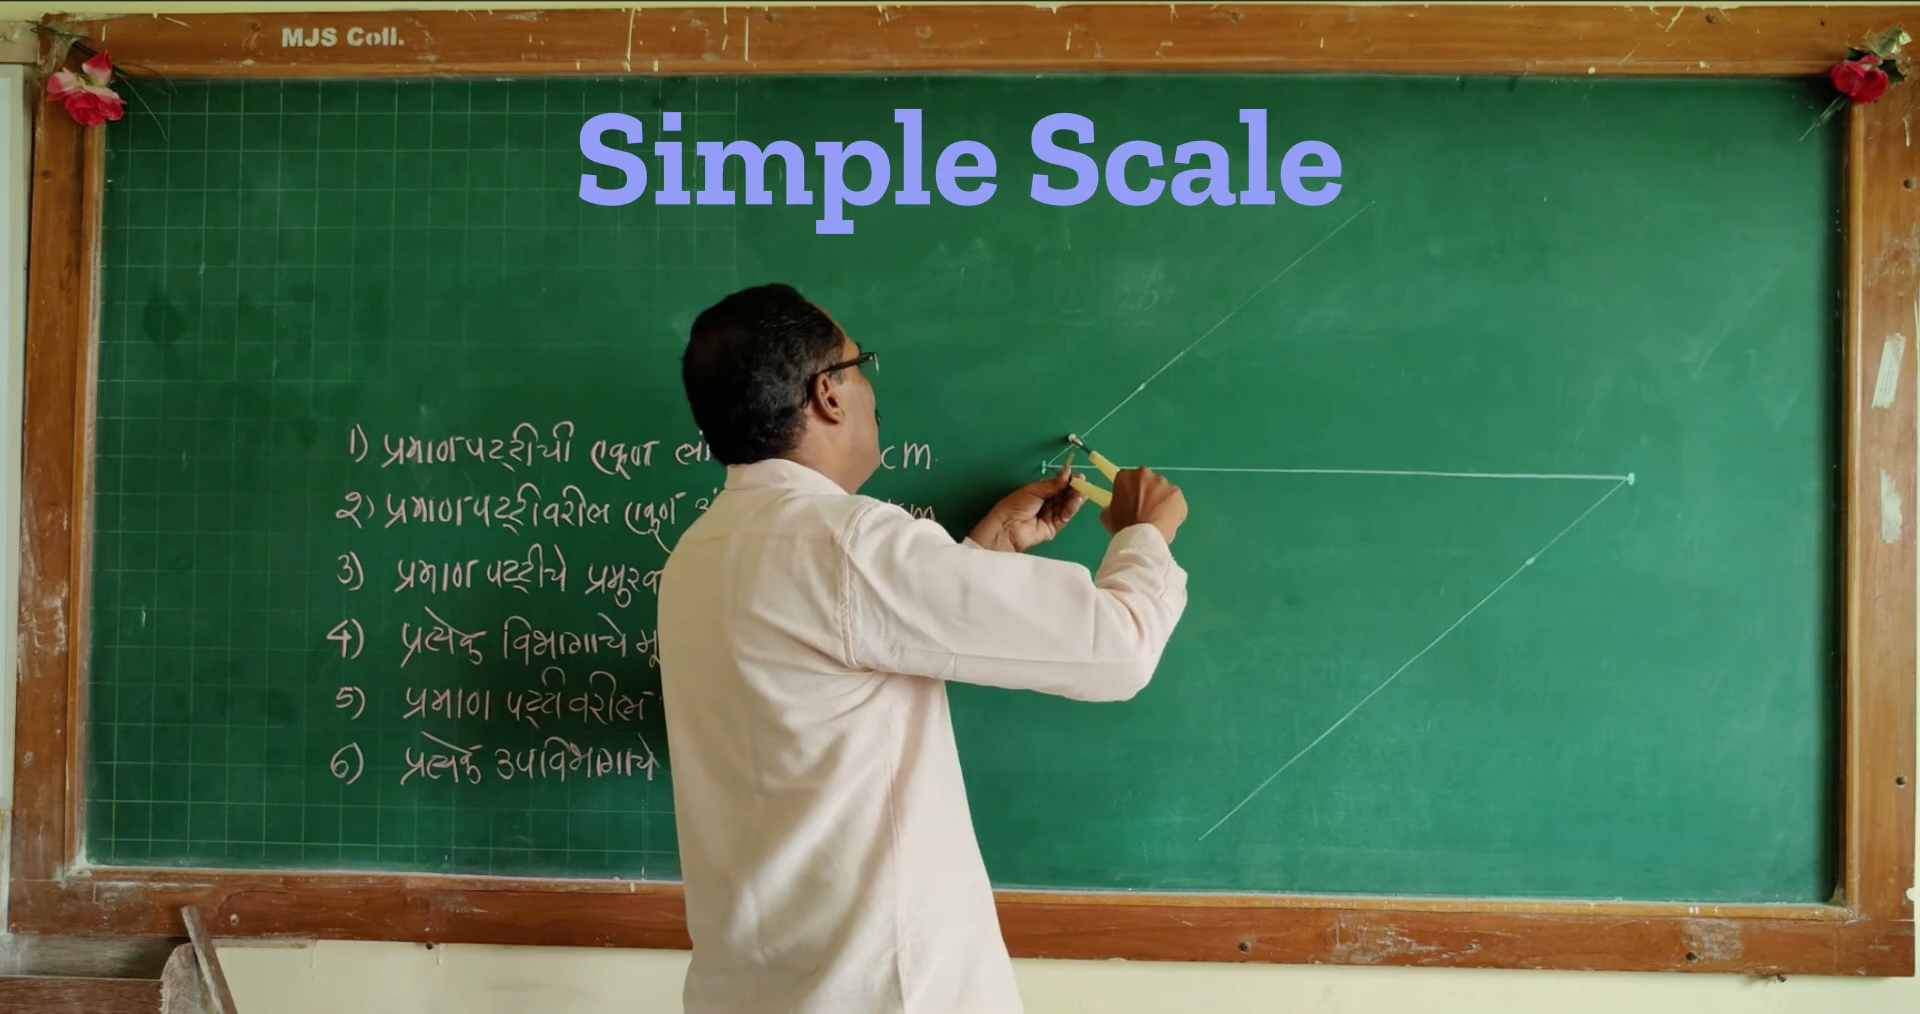 MJS Coll.
Simple Scale
1) प्रमाणपट्टीची एकूण लां cm.
२) प्रमाणपट्टीवरील एकूण अं cm
3) प्रमाण पट्टीचे प्रमुख
4) प्रत्येक विभागाचे मू
5) प्रमाण पट्टीवरील
6) प्रत्येक उपविभागाचे